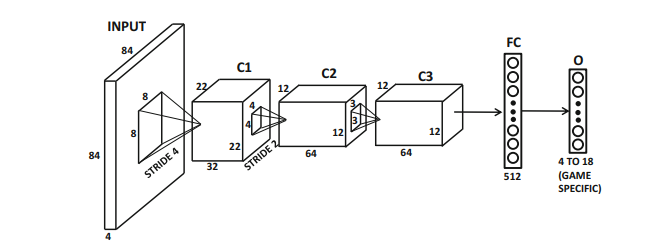 INPUT
84
8
8
84
STRIDE 4
4
C1
22
4
4
22
32
STRIDE 2
C2
12
3
3
12
64
C3
12
12
64
FC
512
O
4 TO 18
(GAME
SPECIFIC)